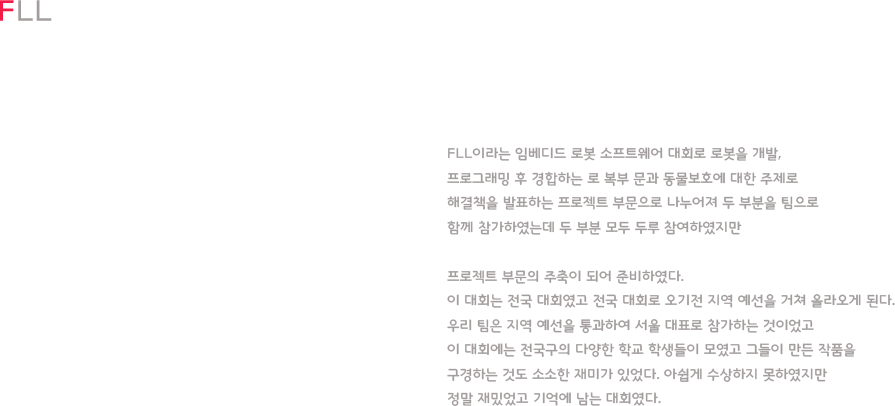 FLL
FLL이라는 임베디드 로봇 소프트웨어 대회로 로봇을 개발,
프로그래밍 후 경합하는 로 복부 문과 동물보호에 대한 주제로
해결책을 발표하는 프로젝트 부문으로 나누어져 두 부분을 팀으로
함께 참가하였는데 두 부분 모두 두루 참여하였지만
프로젝트 부문의 주축이 되어 준비하였다.
이 대회는 전국 대회였고 전국 대회로 오기전 지역 예선을 거쳐 올라오게 된다.
우리 팀은 지역 예선을 통과하여 서울 대표로 참가하는 것이었고
이 대회에는 전국구의 다양한 학교 학생들이 모였고 그들이 만든 작품을
구경하는 것도 소소한 재미가 있었다. 아쉽게 수상하지 못하였지만
정말 재밌었고 기억에 남는 대회였다.